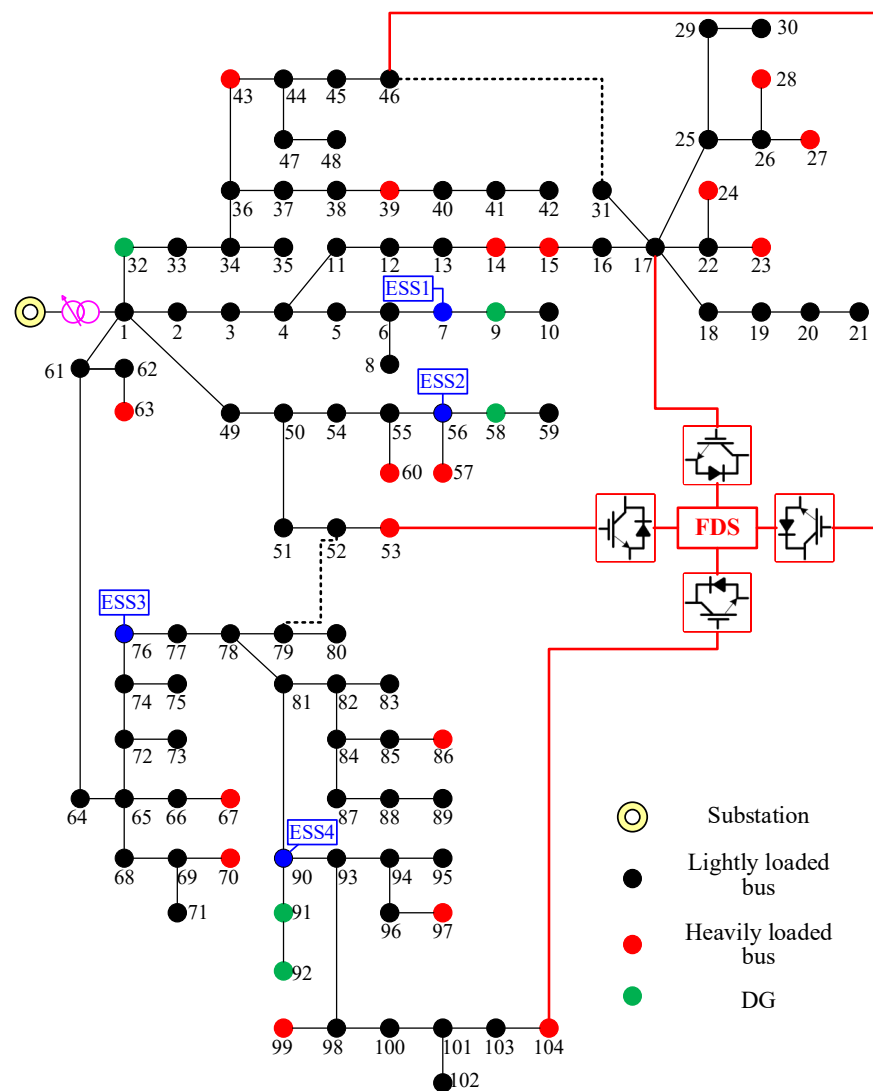 29 30
43 44 45 46 28
47 48 25 26 27
24
36 37 38 39 40 41 42 31
32 33 34 35 11 12 13 14 15 16 17 22 23
ESS1
1 2 3 4 5 6 7 9 10 18 19 20 21
61 62 8
ESS2
63 49 50 54 55 56 58 59
60 57
51 52 53 FDS
ESS3
76 77 78 79 80
74 75 81 82 83
72 73 84 85 86
64 65 66 67 87 88 89
Substation
ESS4
68 69 70 90 93 94 95
Lightly loaded
bus
71 91 96 97
Heavily loaded
bus
92
DG
99 98 100 101 103 104
102